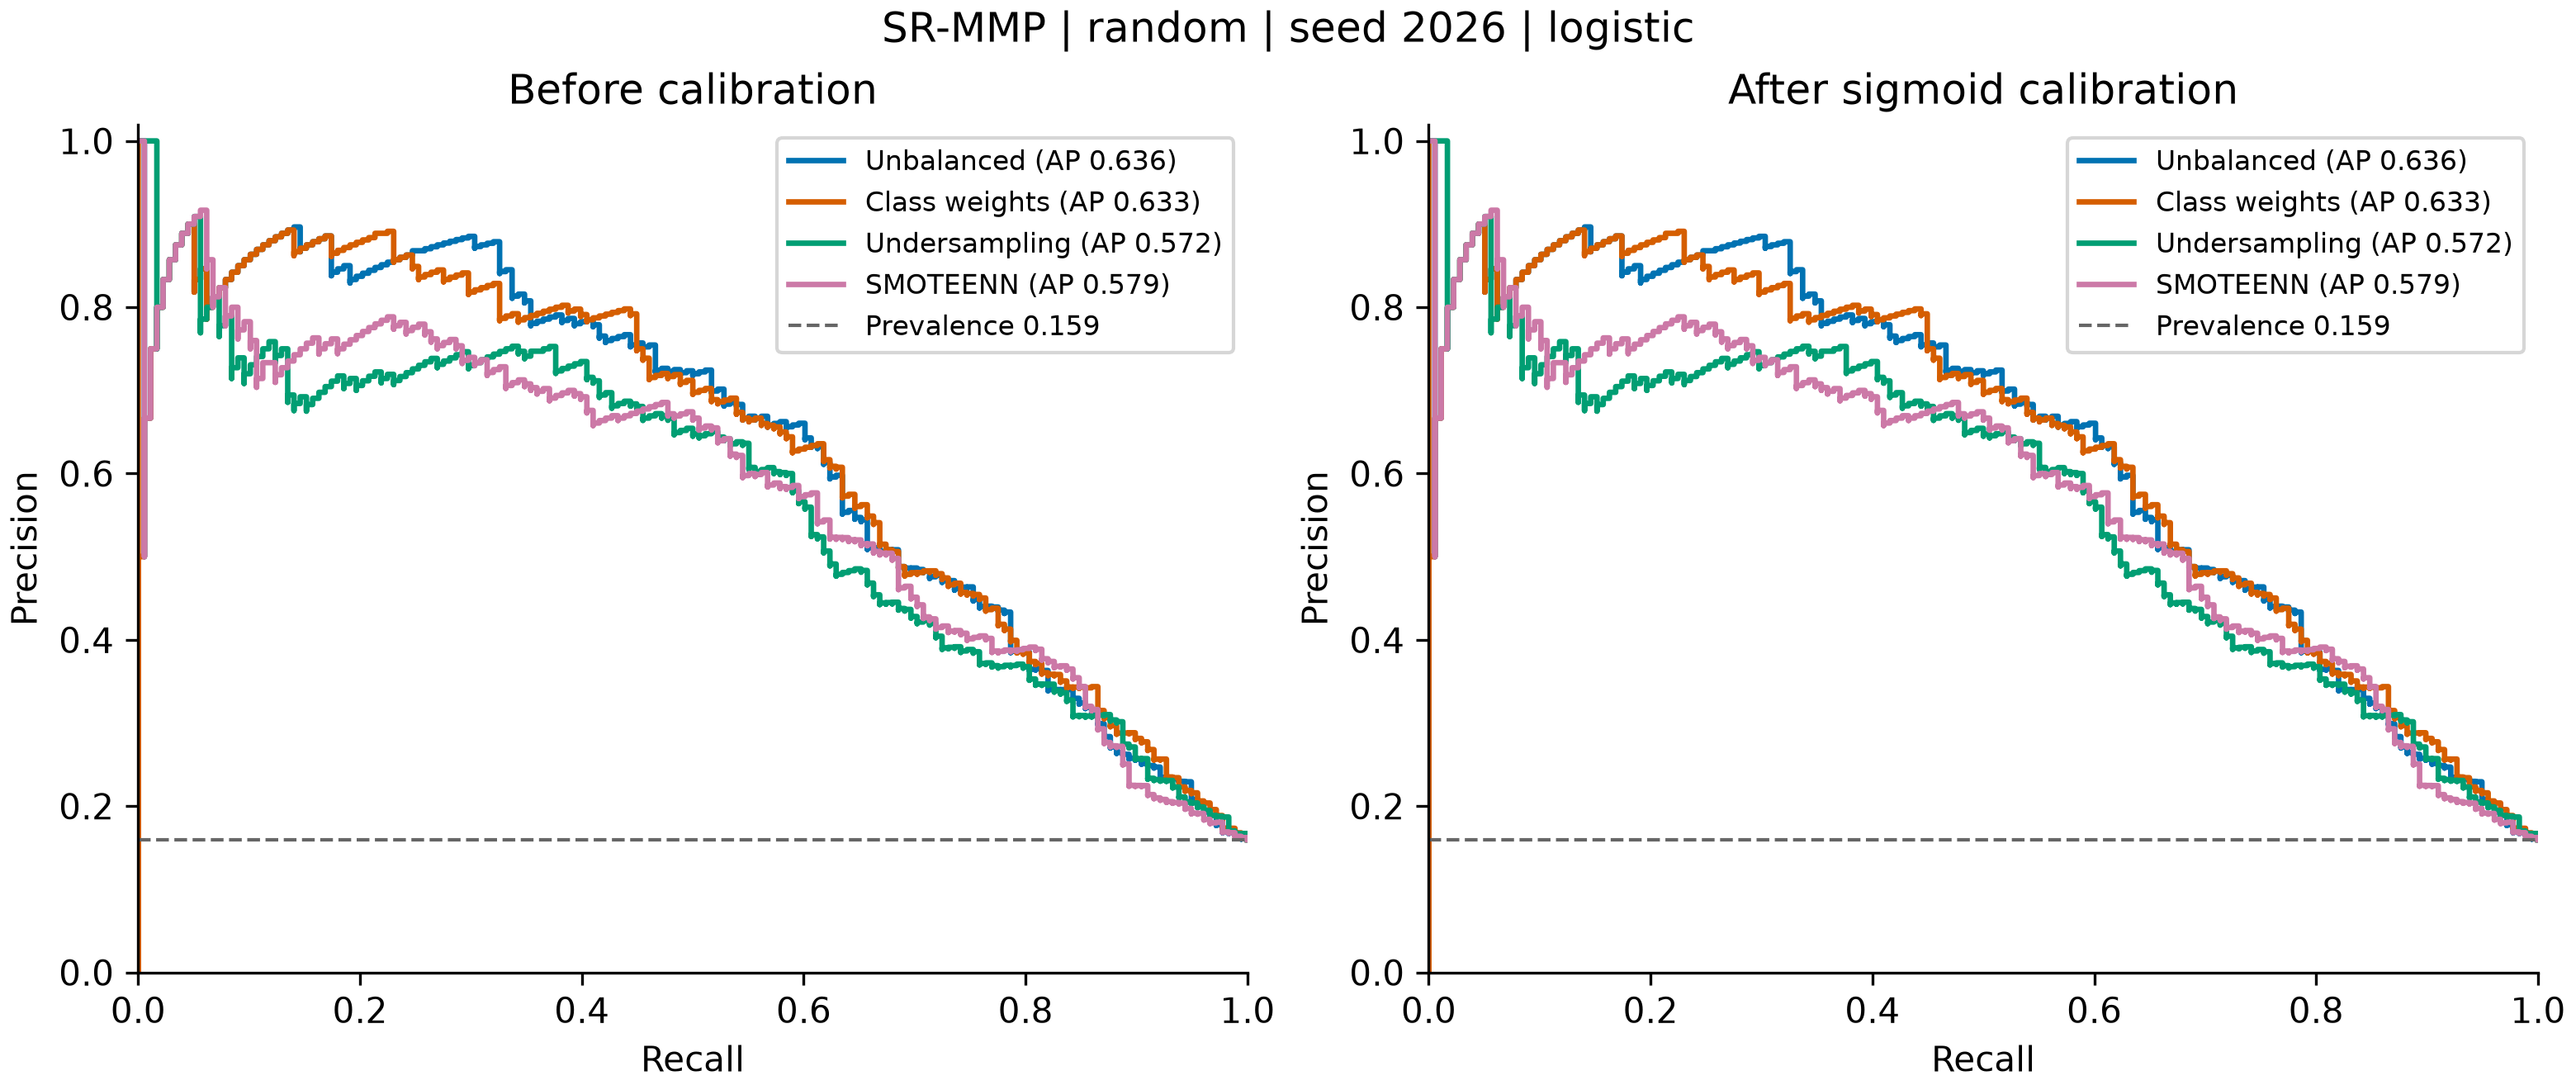 SR-MMP | random | seed 2026 | logistic
Before calibration
Precision
1.0
0.8
0.6
0.4
0.2
0.0
Unbalanced (AP 0.636)
Class weights (AP 0.633)
Undersampling (AP 0.572)
SMOTEENN (AP 0.579)
Prevalence 0.159
0.0 0.2 0.4 0.6 0.8 1.0
Recall
After sigmoid calibration
Precision
1.0
0.8
0.6
0.4
0.2
0.0
Unbalanced (AP 0.636)
Class weights (AP 0.633)
Undersampling (AP 0.572)
SMOTEENN (AP 0.579)
Prevalence 0.159
0.0 0.2 0.4 0.6 0.8 1.0
Recall